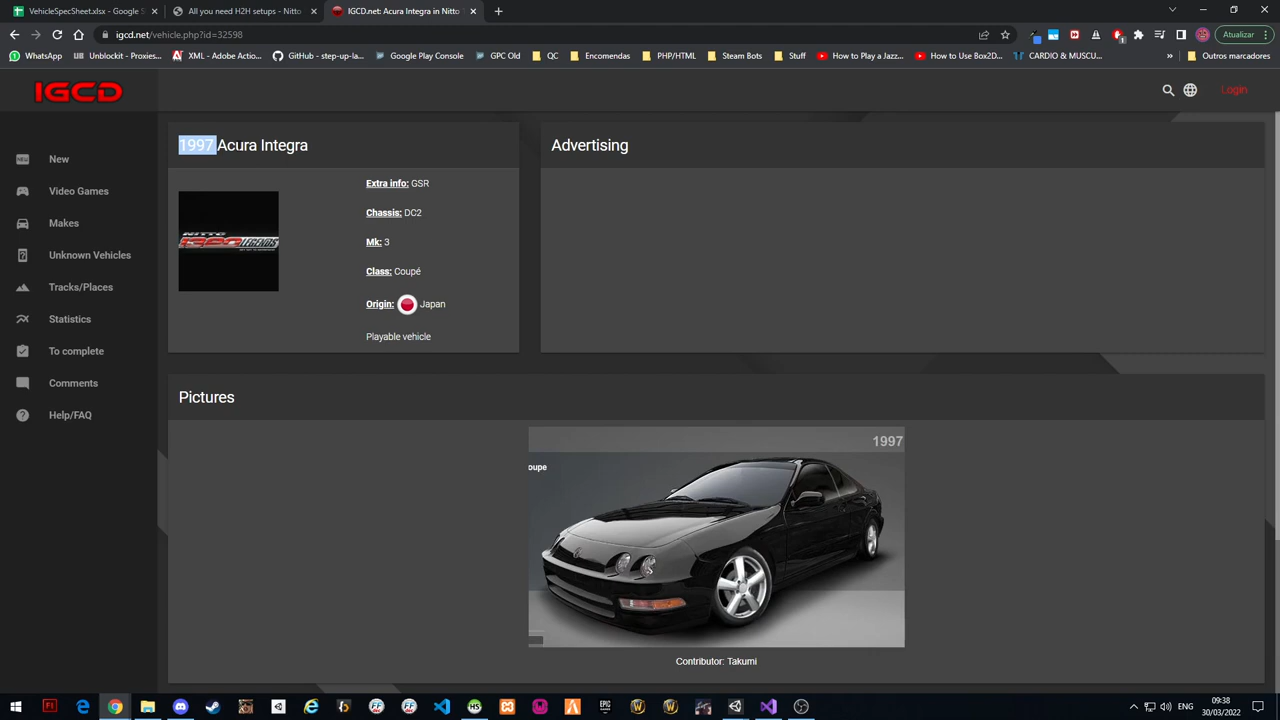 VehicleSpecSheet.xlsx - Google S
All you need H2H setups - Nitto
IGCD.net: Acura Integra in Nitto
igcd.net/vehicle.php?id=32598
Atualizar
WhatsApp
Unblockit - Proxies...
XML - Adobe Action...
GitHub - step-up-la...
Google Play Console
GPC Old
QC
Encomendas
PHP/HTML
Steam Bots
Stuff
How to Play a Jazz...
How to Use Box2D...
CARDIO & MUSCU...
»
Outros marcadores
IGCD
Login
New
Video Games
Makes
Unknown Vehicles
Tracks/Places
Statistics
To complete
Comments
Help/FAQ
1997 Acura Integra
NITTO
1320 LEGENDS
Extra info: GSR
Chassis: DC2
Mk: 3
Class: Coupé
Origin: Japan
Playable vehicle
Advertising
Pictures
1997
oupe
Contributor: Takumi
ENG
09:38
30/03/2022